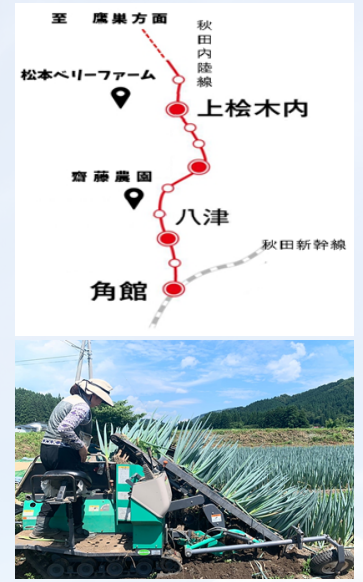 至 鷹巣方面
秋田内陸線
松本ベリーファーム
上桧木内
齋藤農園
八津
秋田新幹線
角館